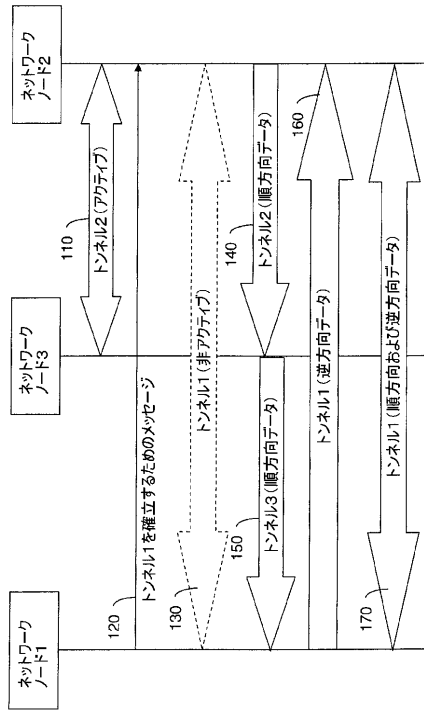 ネットワーク
ノード1
ネットワーク
ノード3
ネットワーク
ノード2
110
トンネル2(アクティブ)
120
トンネル1を確立するためのメッセージ
130
トンネル1(非アクティブ)
140
トンネル2(順方向データ)
150
トンネル3(順方向データ)
160
トンネル1(逆方向データ)
170
トンネル1(順方向および逆方向データ)